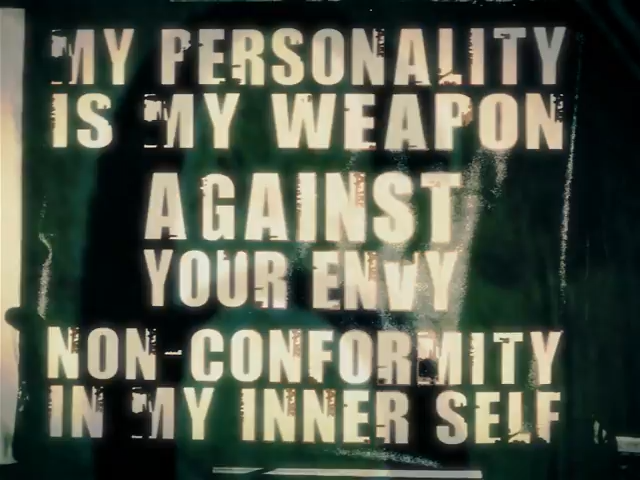 MY PERSONALITY
IS MY WEAPON
AGAINST
YOUR ENVY
NON-CONFORMITY
IN MY INNER SELF